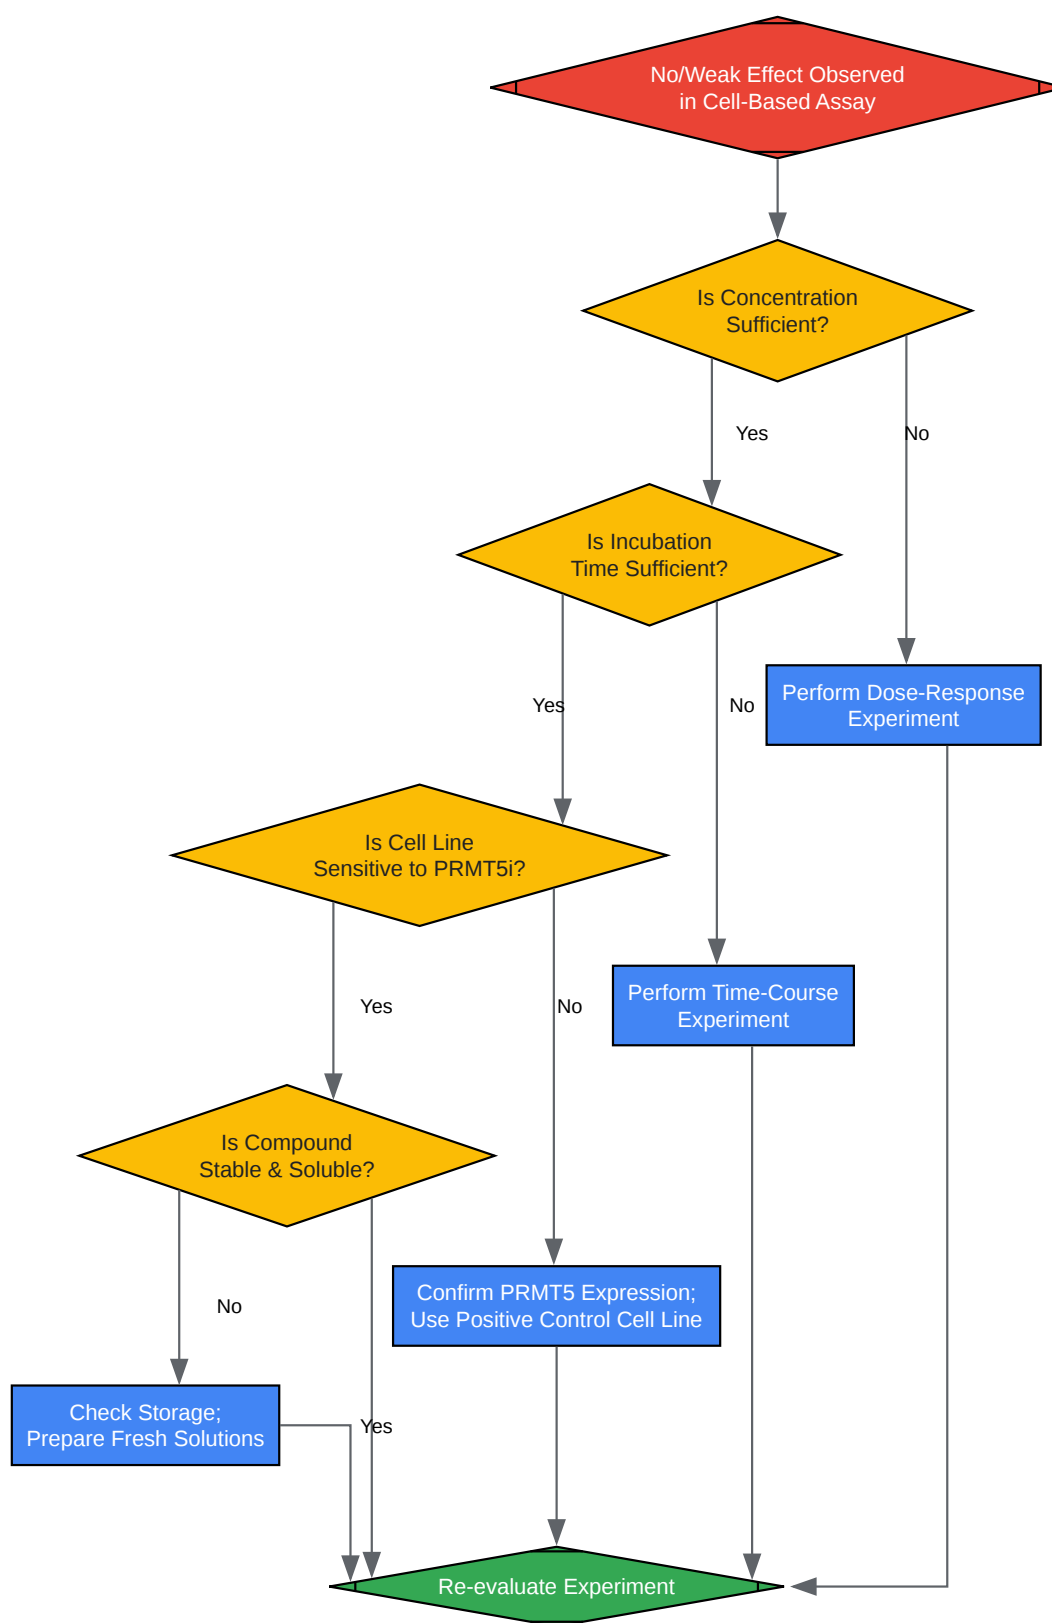 No/Weak Effect Observed
in Cell-Based Assay
Is Concentration
Sufficient?
Yes
No
Is Incubation
Time Sufficient?
Yes
No
Perform Dose-Response
Experiment
Is Cell Line
Sensitive to PRMT5i?
Yes
No
Perform Time-Course
Experiment
Is Compound
Stable & Soluble?
No
Yes
Confirm PRMT5 Expression;
Use Positive Control Cell Line
Check Storage;
Prepare Fresh Solutions
Re-evaluate Experiment